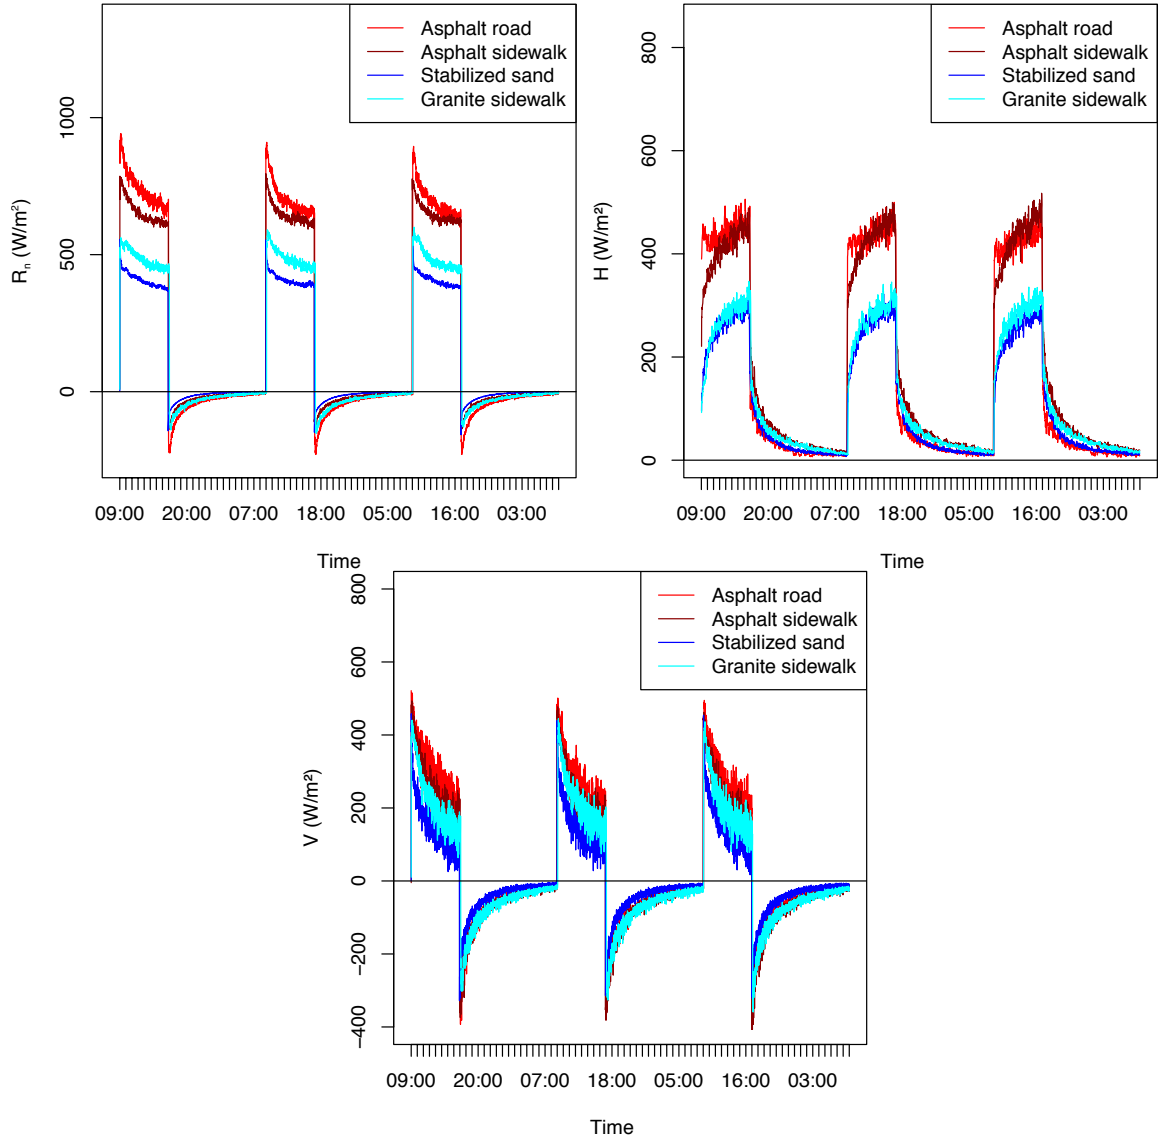 Asphalt road
Asphalt sidewalk
Stabilized sand
Granite sidewalk
1000
500
0
Rₙ (W/m²)
09:00 20:00 07:00 18:00 05:00 16:00 03:00
Time
Asphalt road
Asphalt sidewalk
Stabilized sand
Granite sidewalk
800
600
400
200
0
H (W/m²)
09:00 20:00 07:00 18:00 05:00 16:00 03:00
Time
Asphalt road
Asphalt sidewalk
Stabilized sand
Granite sidewalk
800
600
400
200
0
−200
−400
V (W/m²)
09:00 20:00 07:00 18:00 05:00 16:00 03:00
Time